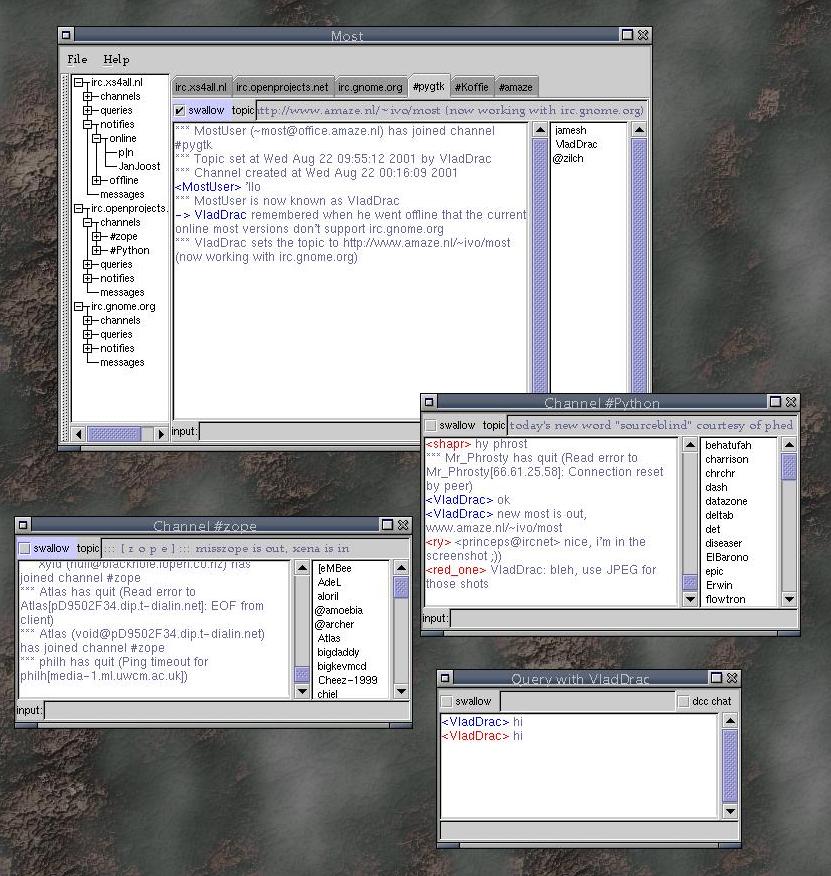 Most
File Help
irc.xs4all.nl
channels
queries
notifies
online
p|n
JanJoost
offline
messages
irc.openprojects.
channels
#zope
#Python
queries
notifies
messages
irc.gnome.org
channels
queries
notifies
messages
irc.xs4all.nl irc.openprojects.net irc.gnome.org #pygtk #Koffie #amaze
swallow topic http://www.amaze.nl/~ivo/most (now working with irc.gnome.org)
*** MostUser (~most@office.amaze.nl) has joined channel
#pygtk
*** Topic set at Wed Aug 22 09:55:12 2001 by VladDrac
*** Channel created at Wed Aug 22 00:16:09 2001
<MostUser> 'llo
*** MostUser is now known as VladDrac
-> VladDrac remembered when he went offline that the current
online most versions don't support irc.gnome.org
*** VladDrac sets the topic to http://www.amaze.nl/~ivo/most
(now working with irc.gnome.org)
jamesh
VladDrac
@zilch
input:
Channel #Python
swallow topic today's new word "sourceblind" courtesy of phed
<shapr> hy phrost
*** Mr_Phrosty has quit (Read error to
Mr_Phrosty[66.61.25.58]: Connection reset
by peer)
<VladDrac> ok
<VladDrac> new most is out,
www.amaze.nl/~ivo/most
<ry> <princeps@ircnet> nice, i'm in the
screenshot ;))
<red_one> VladDrac: bleh, use JPEG for
those shots
behatufah
charrison
chrchr
dash
datazone
deltab
det
diseaser
ElBarono
epic
Erwin
flowtron
input:
Channel #zope
swallow topic ::: [ z o p e ] ::: misszope is out, xena is in
xyld (null@blackhole.iopen.co.nz) has
joined channel #zope
*** Atlas has quit (Read error to
Atlas[pD9502F34.dip.t-dialin.net]: EOF from
client)
*** Atlas (void@pD9502F34.dip.t-dialin.net)
has joined channel #zope
*** philh has quit (Ping timeout for
philh[media-1.ml.uwcm.ac.uk])
[eMBee
AdeL
aloril
@amoebia
@archer
Atlas
bigdaddy
bigkevmcd
Cheez-1999
chiel
input:
Query with VladDrac
swallow dcc chat
<VladDrac> hi
<VladDrac> hi